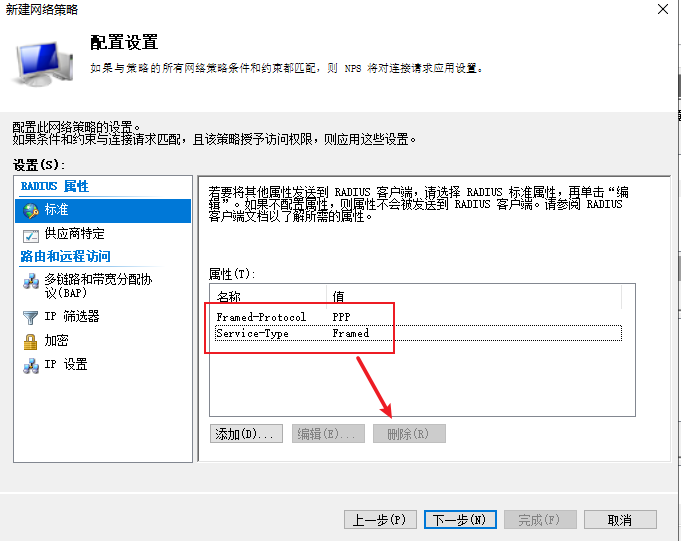 新建网络策略
配置设置
如果与策略的所有网络策略条件和约束都匹配，则 NPS 将对连接请求应用设置。
配置此网络策略的设置。
如果条件和约束与连接请求匹配，且该策略授予访问权限，则应用这些设置。
设置(S):
RADIUS 属性
标准
供应商特定
路由和远程访问
多链路和带宽分配协
议(BAP)
IP 筛选器
加密
IP 设置
若要将其他属性发送到 RADIUS 客户端，请选择 RADIUS 标准属性，再单击“编
辑”。如果不配置属性，则属性不会被发送到 RADIUS 客户端。请参阅 RADIUS
客户端文档以了解所需的属性。
属性(T):
名称 值
Framed-Protocol PPP
Service-Type Framed
添加(D)... 编辑(E)... 删除(R)
上一步(P) 下一步(N) 完成(F) 取消